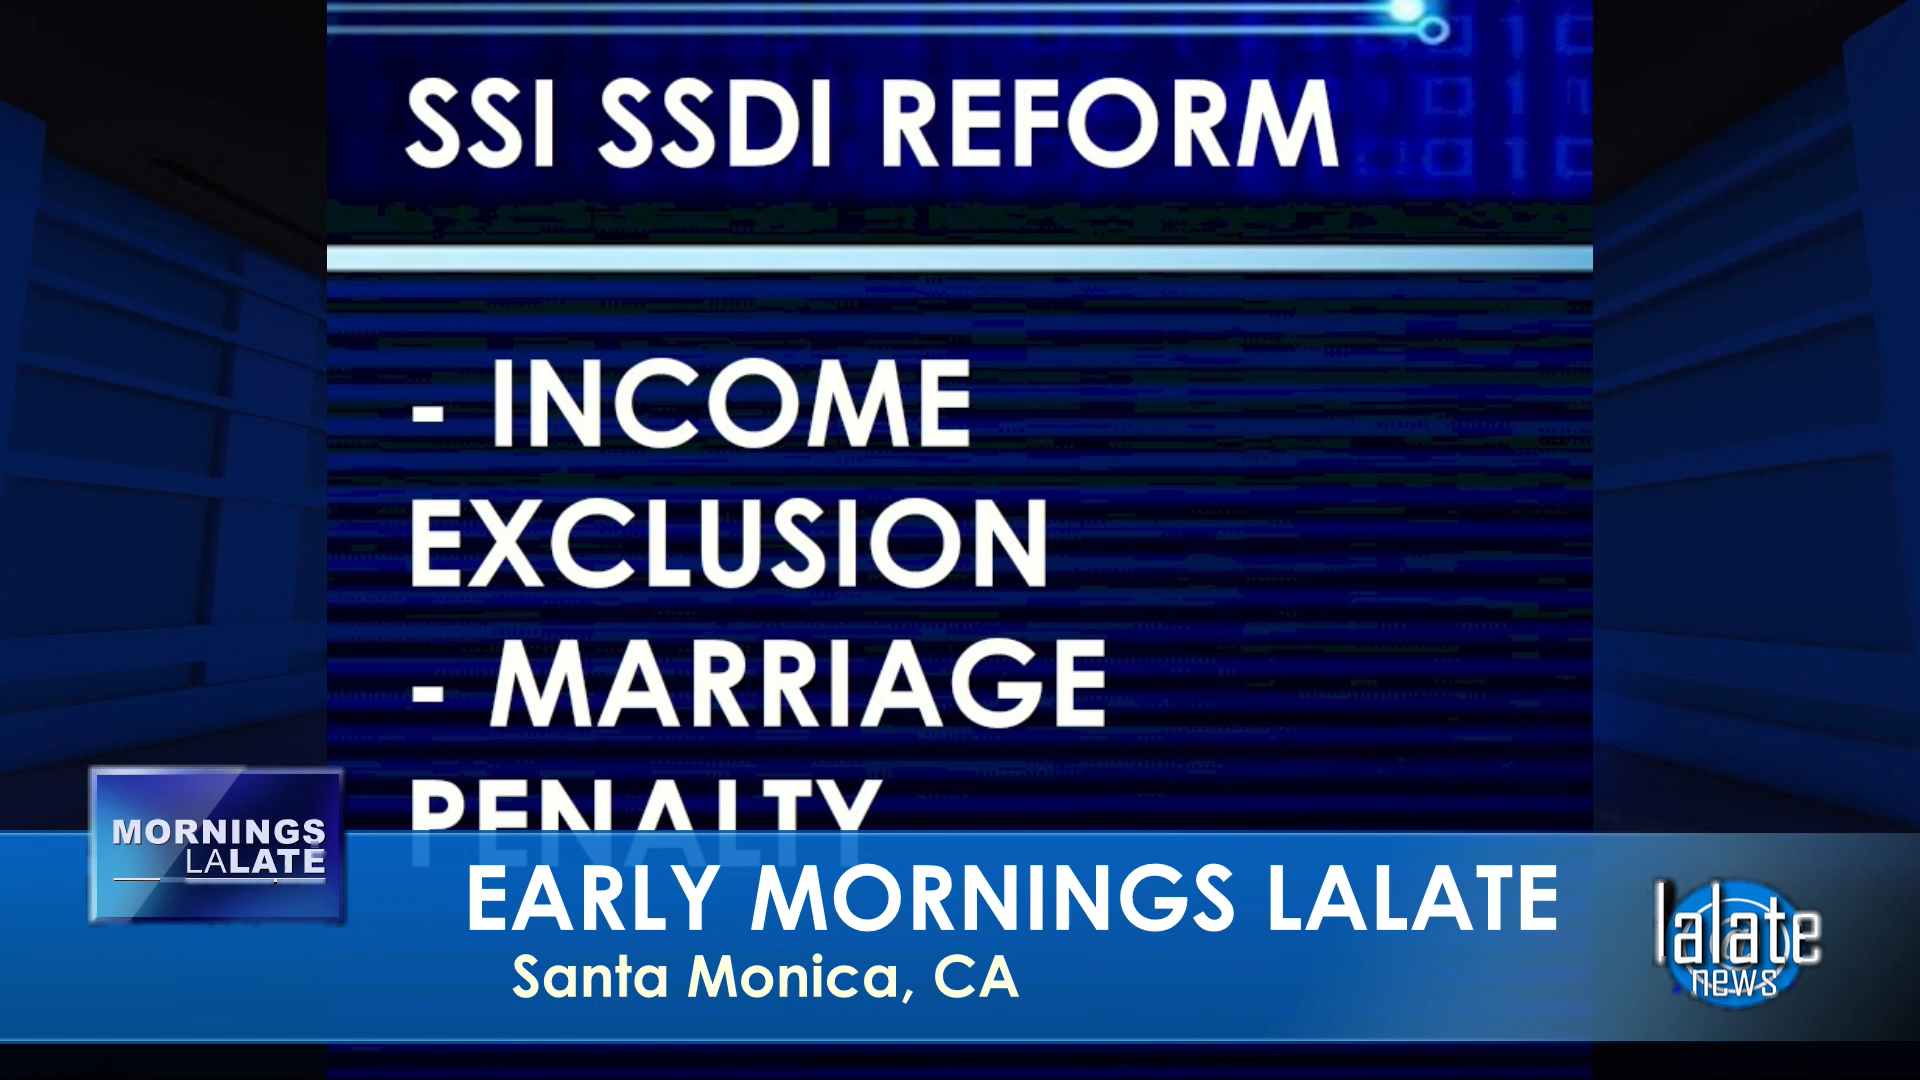 SSI SSDI REFORM
- INCOME
EXCLUSION
- MARRIAGE
PENALTY
MORNINGS
LALATE
EARLY MORNINGS LALATE
Santa Monica, CA
lalate
news